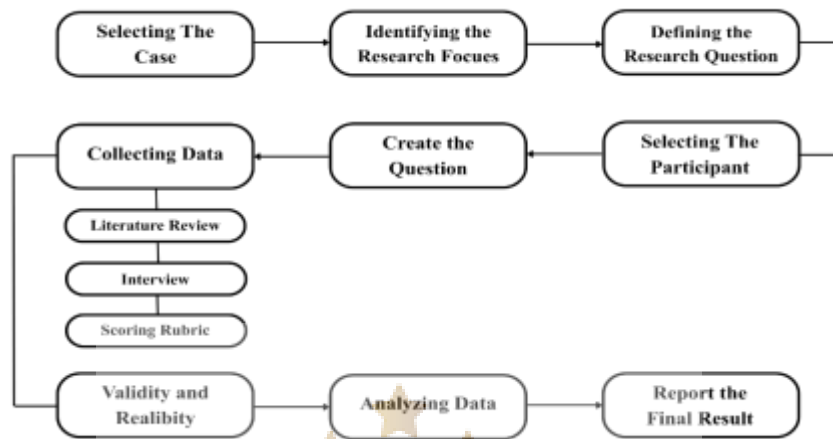 Selecting The
Case
Identifying the
Research Focues
Defining the
Research Question
Collecting Data
Create the
Question
Selecting The
Participant
Literature Review
Interview
Scoring Rubric
Validity and
Realibity
Analyzing Data
Report the
Final Result